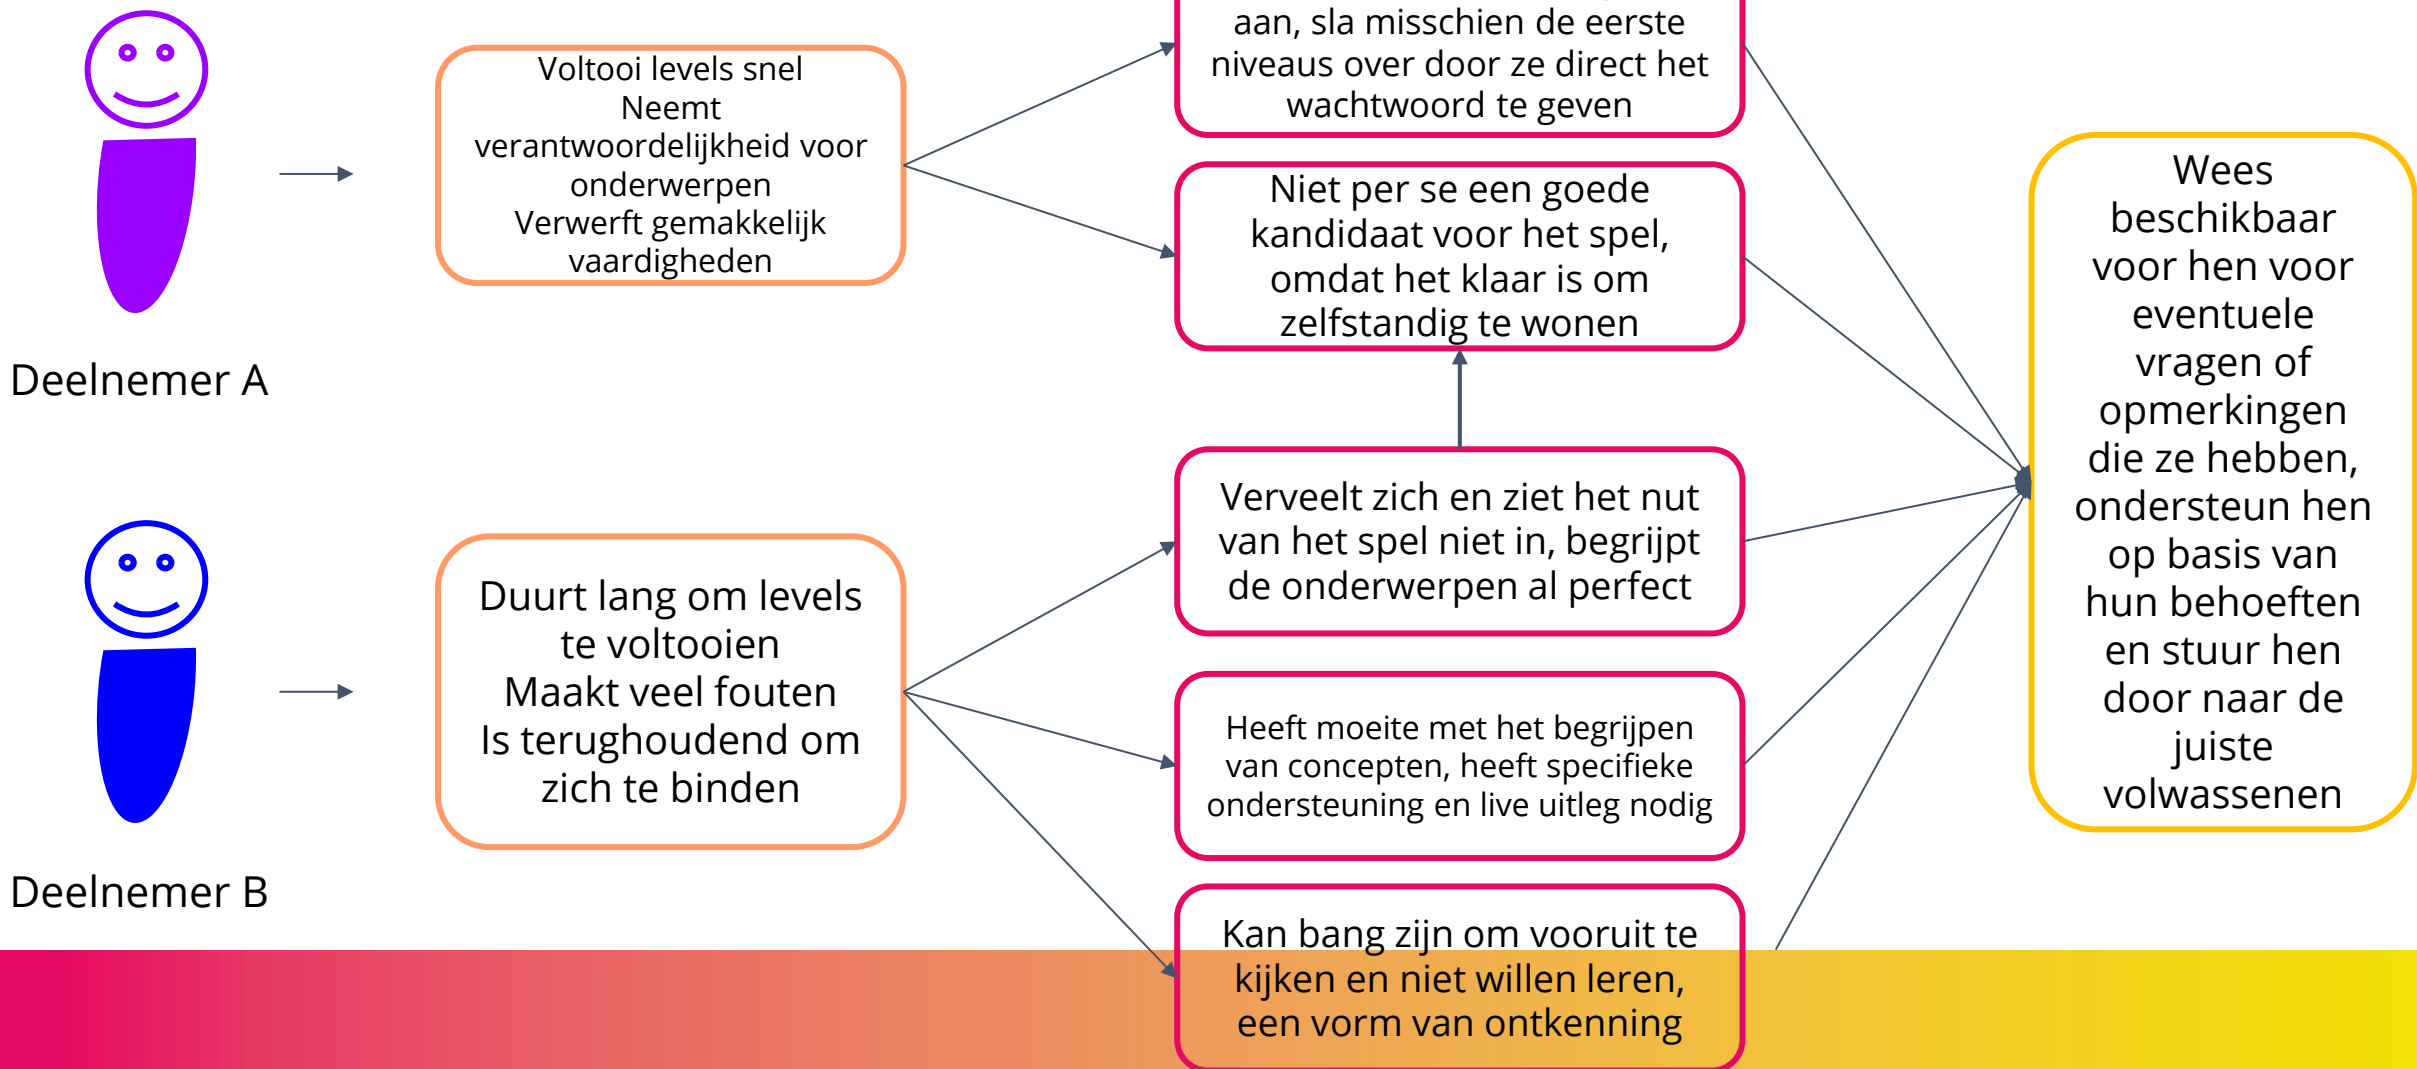 Voltooi levels snel
Neemt
verantwoordelijkheid voor
onderwerpen
Verwerft gemakkelijk
vaardigheden
Deelnemer A
aan, sla misschien de eerste
niveaus over door ze direct het
wachtwoord te geven
Niet per se een goede
kandidaat voor het spel,
omdat het klaar is om
zelfstandig te wonen
Duurt lang om levels
te voltooien
Maakt veel fouten
Is terughoudend om
zich te binden
Deelnemer B
Verveelt zich en ziet het nut
van het spel niet in, begrijpt
de onderwerpen al perfect
Heeft moeite met het begrijpen
van concepten, heeft specifieke
ondersteuning en live uitleg nodig
Kan bang zijn om vooruit te
kijken en niet willen leren,
een vorm van ontkenning
Wees
beschikbaar
voor hen voor
eventuele
vragen of
opmerkingen
die ze hebben,
ondersteun hen
op basis van
hun behoeften
en stuur hen
door naar de
juiste
volwassenen